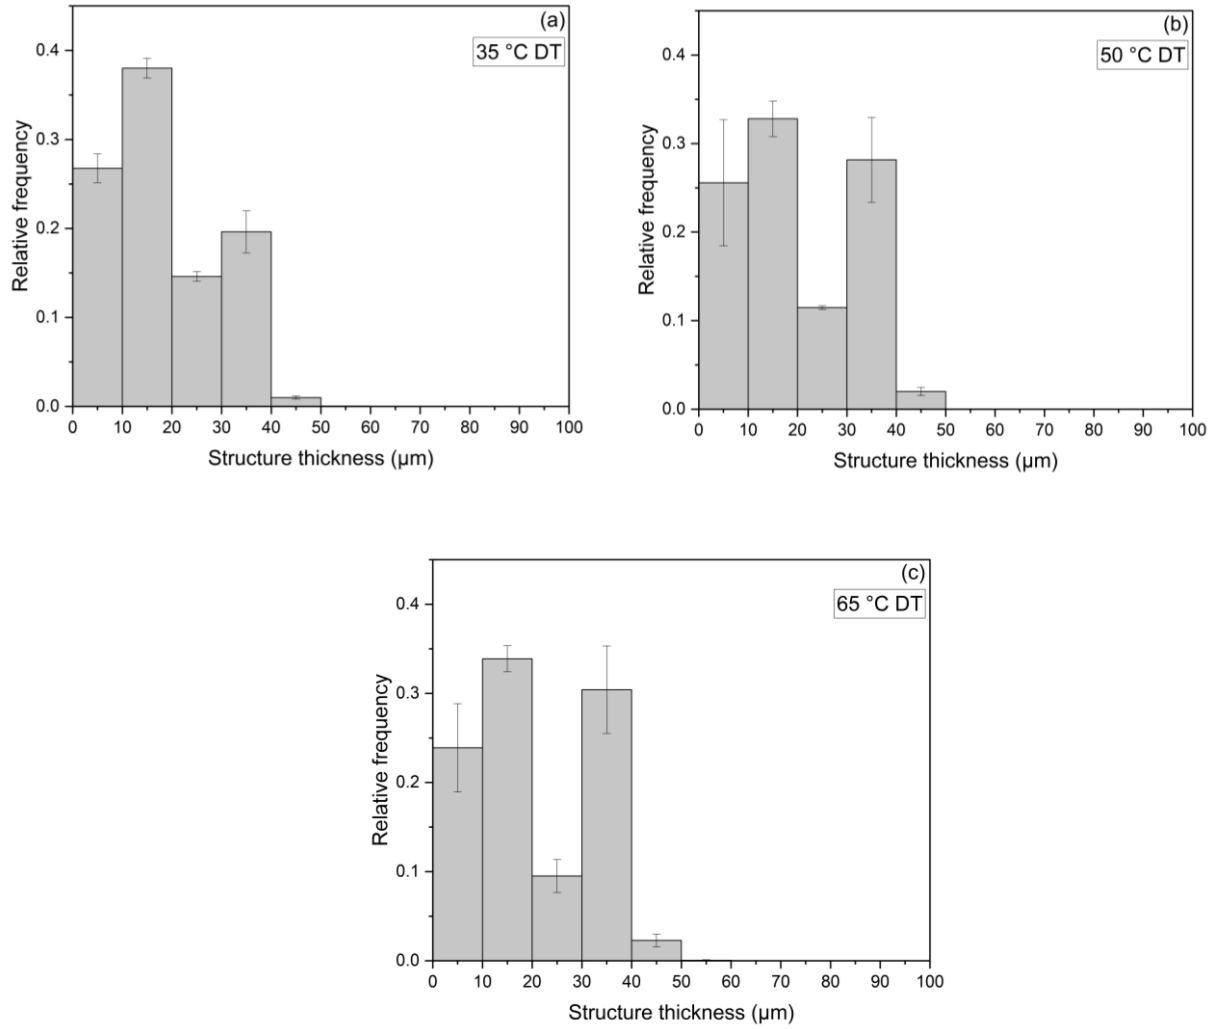 (a)
35 °C DT
Relative frequency
0.4
0.3
0.2
0.1
0.0
0 10 20 30 40 50 60 70 80 90 100
Structure thickness (µm)
(b)
50 °C DT
Relative frequency
0.4
0.3
0.2
0.1
0.0
0 10 20 30 40 50 60 70 80 90 100
Structure thickness (µm)
(c)
65 °C DT
Relative frequency
0.4
0.3
0.2
0.1
0.0
0 10 20 30 40 50 60 70 80 90 100
Structure thickness (µm)